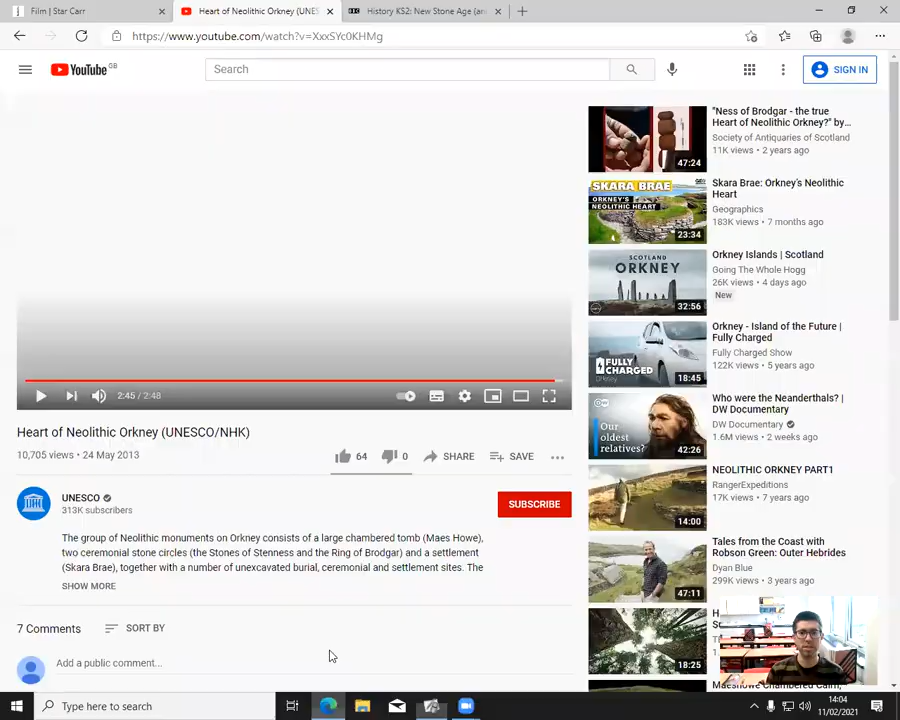 Film | Star Carr
Heart of Neolithic Orkney (UNES
History KS2: New Stone Age (an
https://www.youtube.com/watch?v=XxxSYc0KHMg
YouTube GB
Search
SIGN IN
2:45 / 2:48
Heart of Neolithic Orkney (UNESCO/NHK)
10,705 views • 24 May 2013
64
0
SHARE
SAVE
UNESCO
313K subscribers
SUBSCRIBE
The group of Neolithic monuments on Orkney consists of a large chambered tomb (Maes Howe),
two ceremonial stone circles (the Stones of Stenness and the Ring of Brodgar) and a settlement
(Skara Brae), together with a number of unexcavated burial, ceremonial and settlement sites. The
SHOW MORE
7 Comments
SORT BY
Add a public comment...
47:24
"Ness of Brodgar - the true
Heart of Neolithic Orkney?" by...
Society of Antiquaries of Scotland
11K views • 2 years ago
SKARA BRAE
ORKNEY'S
NEOLITHIC HEART
23:34
Skara Brae: Orkney's Neolithic
Heart
Geographics
183K views • 7 months ago
SCOTLAND
ORKNEY
32:56
Orkney Islands | Scotland
Going The Whole Hogg
26K views • 4 days ago
New
FULLY
CHARGED
18:45
Orkney - Island of the Future |
Fully Charged
Fully Charged Show
122K views • 5 years ago
DW
Our
oldest
relatives?
42:26
Who were the Neanderthals? |
DW Documentary
DW Documentary
1.6M views • 2 weeks ago
14:00
NEOLITHIC ORKNEY PART1
RangerExpeditions
17K views • 7 years ago
47:11
Tales from the Coast with
Robson Green: Outer Hebrides
Dyan Blue
299K views • 3 years ago
18:25
Maeshowe Chambered Cairn,
Type here to search
14:04
11/02/2021